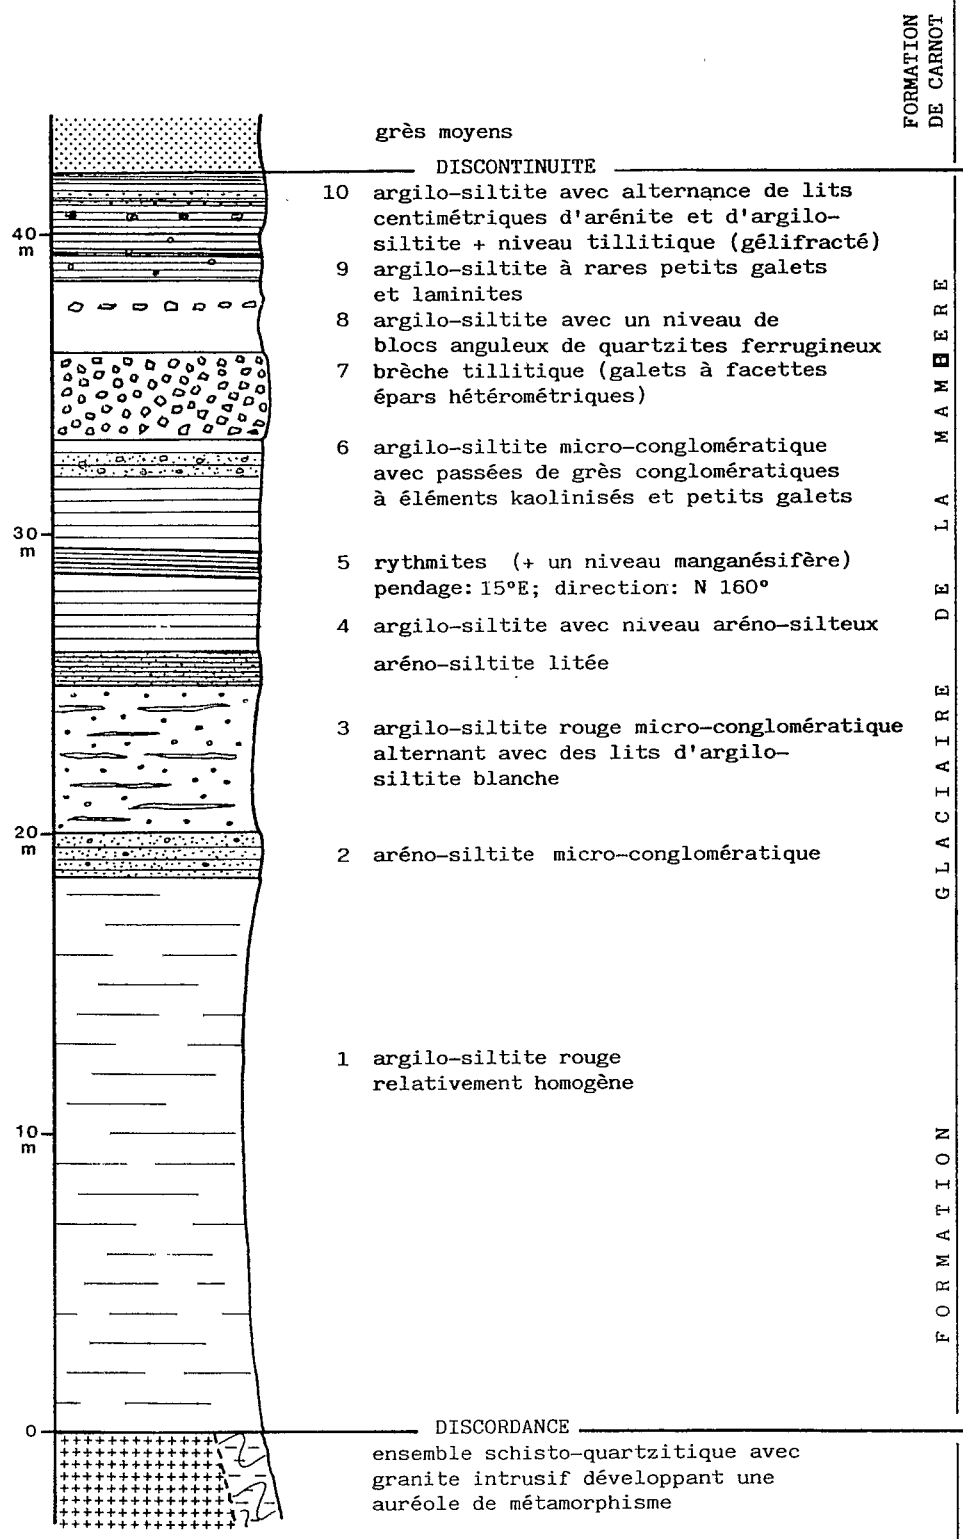 FORMATION
DE CARNOT
grès moyens
DISCONTINUITE
10 argilo-siltite avec alternance de lits
centimétriques d'arénite et d'argilo-
siltite + niveau tillitique (gélifracté)
40
m
9 argilo-siltite à rares petits galets
et laminites
8 argilo-siltite avec un niveau de
blocs anguleux de quartzites ferrugineux
7 brèche tillitique (galets à facettes
épars hétérométriques)
6 argilo-siltite micro-conglomératique
avec passées de grès conglomératiques
à éléments kaolinisés et petits galets
30
m
5 rythmites (+ un niveau manganésifère)
pendage: 15°E; direction: N 160°
4 argilo-siltite avec niveau aréno-silteux
aréno-siltite litée
3 argilo-siltite rouge micro-conglomératique
alternant avec des lits d'argilo-
siltite blanche
20
m
2 aréno-siltite micro-conglomératique
1 argilo-siltite rouge
relativement homogène
10
m
FORMATION GLACIAIRE DE LA MAMBERE
0
DISCORDANCE
ensemble schisto-quartzitique avec
granite intrusif développant une
auréole de métamorphisme